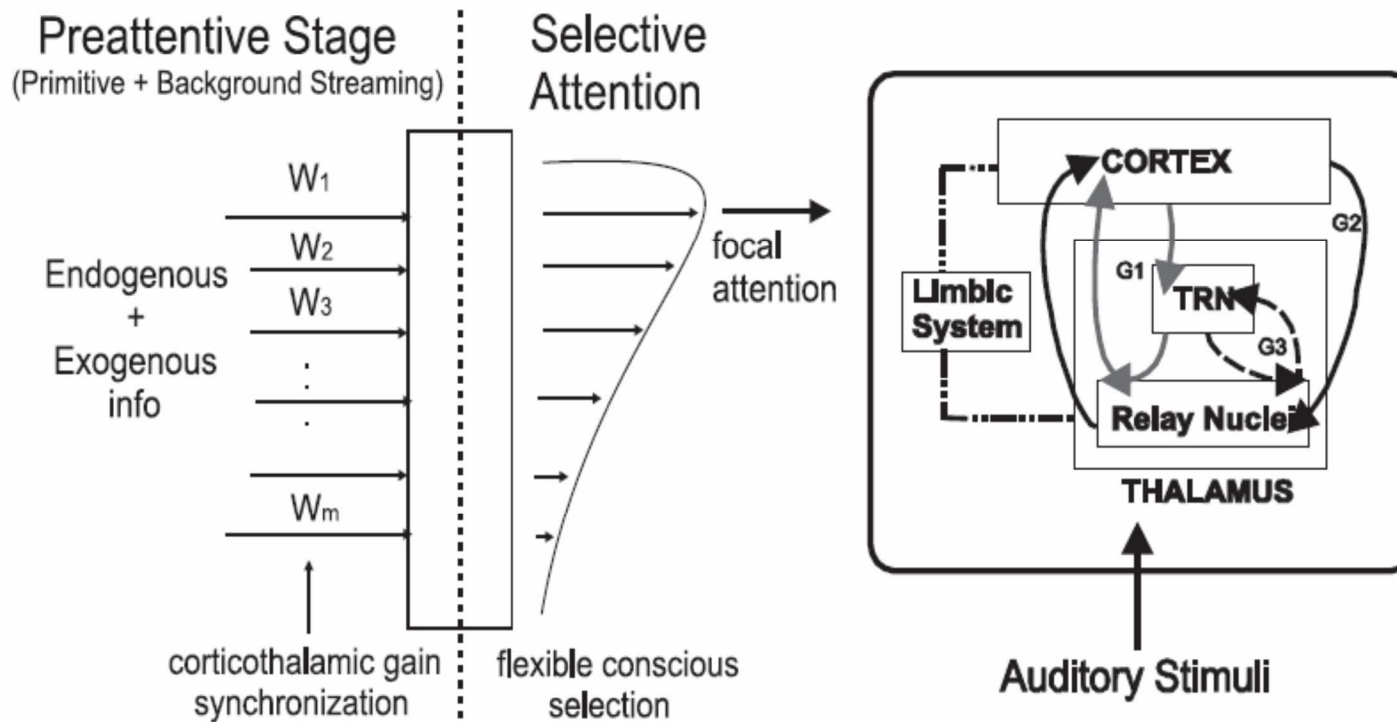 Preattentive Stage
(Primitive + Background Streaming)
Selective
Attention
W1
W2
W3
Wm
Endogenous
+
Exogenous
info
corticothalamic gain
synchronization
focal
attention
flexible conscious
selection
CORTEX
G2
G1
TRN
G3
Limbic
System
Relay Nuclei
THALAMUS
Auditory Stimuli